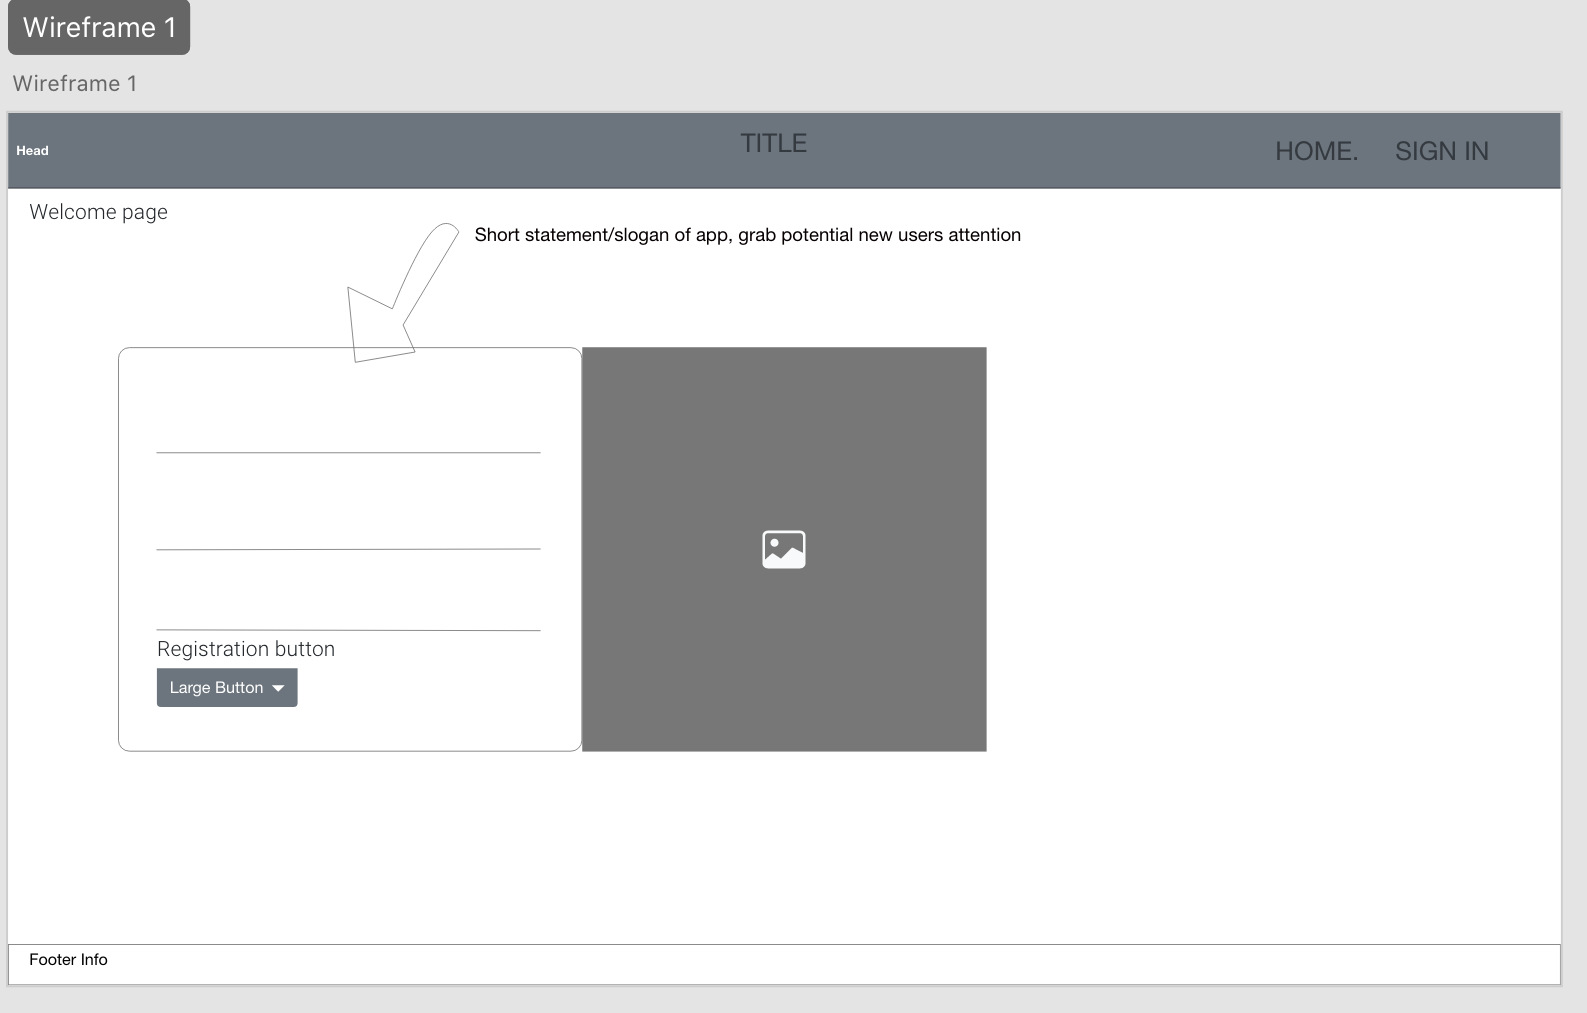 Wireframe 1
Wireframe 1
Head
TITLE
HOME.
SIGN IN
Welcome page
Short statement/slogan of app, grab potential new users attention
Registration button
Large Button
Footer Info